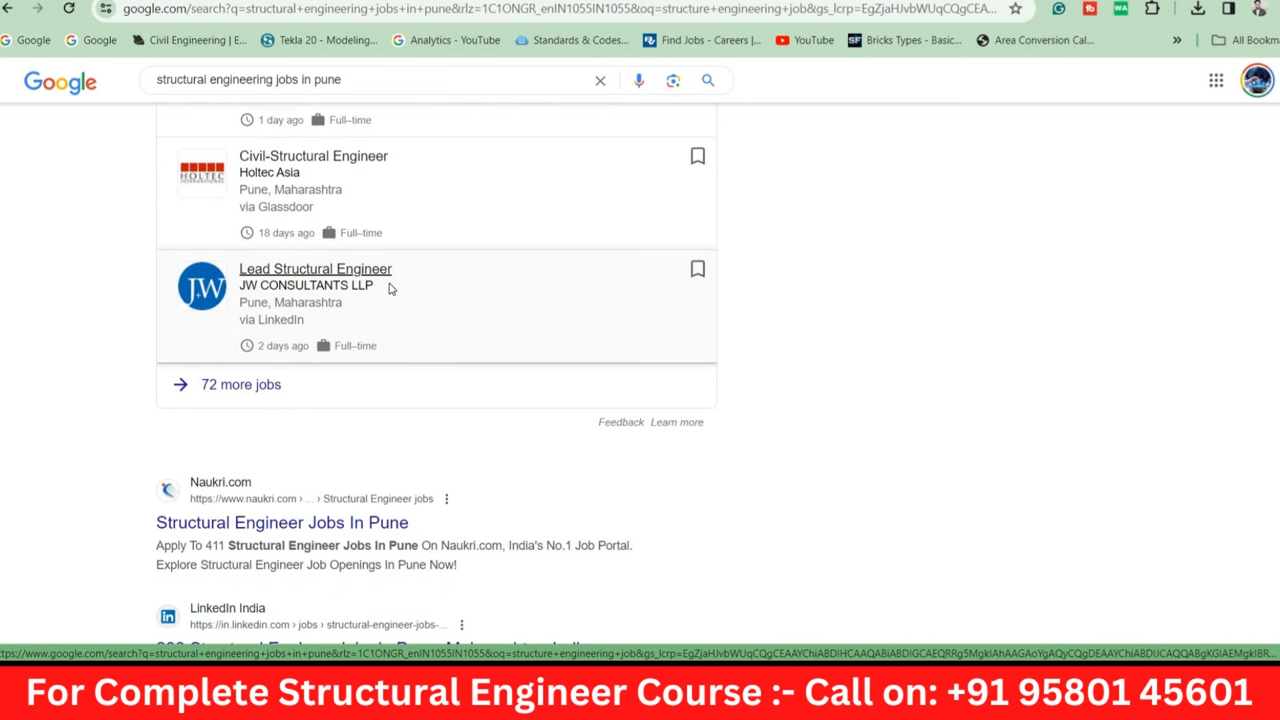 google.com/search?q=structural+engineering+jobs+in+pune&rlz=1C1ONGR_enIN1055IN1055&oq=structure+engineering+job&gs_lcrp=EgZjaHJvbWUqCQgCEAA...
Google
Google
Civil Engineering | E...
Tekla 20 - Modeling...
Analytics - YouTube
Standards & Codes...
Find Jobs - Careers |...
YouTube
SF
Bricks Types - Basic...
Area Conversion Cal...
»
All Bookma
Google
structural engineering jobs in pune
1 day ago Full–time
Civil-Structural Engineer
HOLTEC
INTERNATIONAL
Holtec Asia
Pune, Maharashtra
via Glassdoor
18 days ago Full–time
Lead Structural Engineer
J+W
JW CONSULTANTS LLP
Pune, Maharashtra
via LinkedIn
2 days ago Full–time
72 more jobs
Feedback Learn more
Naukri.com
https://www.naukri.com › ... › Structural Engineer jobs
Structural Engineer Jobs In Pune
Apply To 411 Structural Engineer Jobs In Pune On Naukri.com, India's No.1 Job Portal.
Explore Structural Engineer Job Openings In Pune Now!
in
LinkedIn India
https://in.linkedin.com › jobs › structural-engineer-jobs-...
For Complete Structural Engineer Course :- Call on: +91 95801 45601